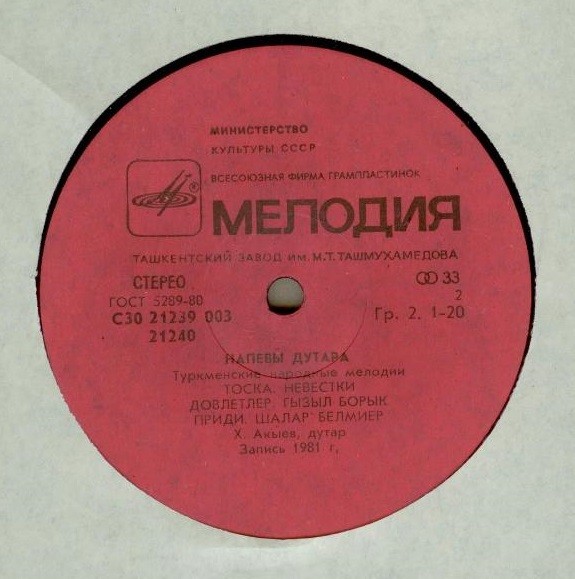 МИНИСТЕРСТВО
КУЛЬТУРЫ СССР
ВСЕСОЮЗНАЯ ФИРМА ГРАМПЛАСТИНОК
МЕЛОДИЯ
ТАШКЕНТСКИЙ ЗАВОД ИМ. М.Т. ТАШМУХАМЕДОВА
СТЕРЕО 33
ГОСТ 5289-80 2
С30 21239 003 Гр. 2. 1-20
21240
НАПЕВЫ ДУТАРА
Туркменские народные мелодии
ТОСКА. НЕВЕСТКИ
ДОВЛЕТЛЕР. ГЫЗЫЛ БОРЫК
ПРИДИ. ШАЛАР БЕЛМИЕР
Х. Аныев, дутар
Запись 1981 г,